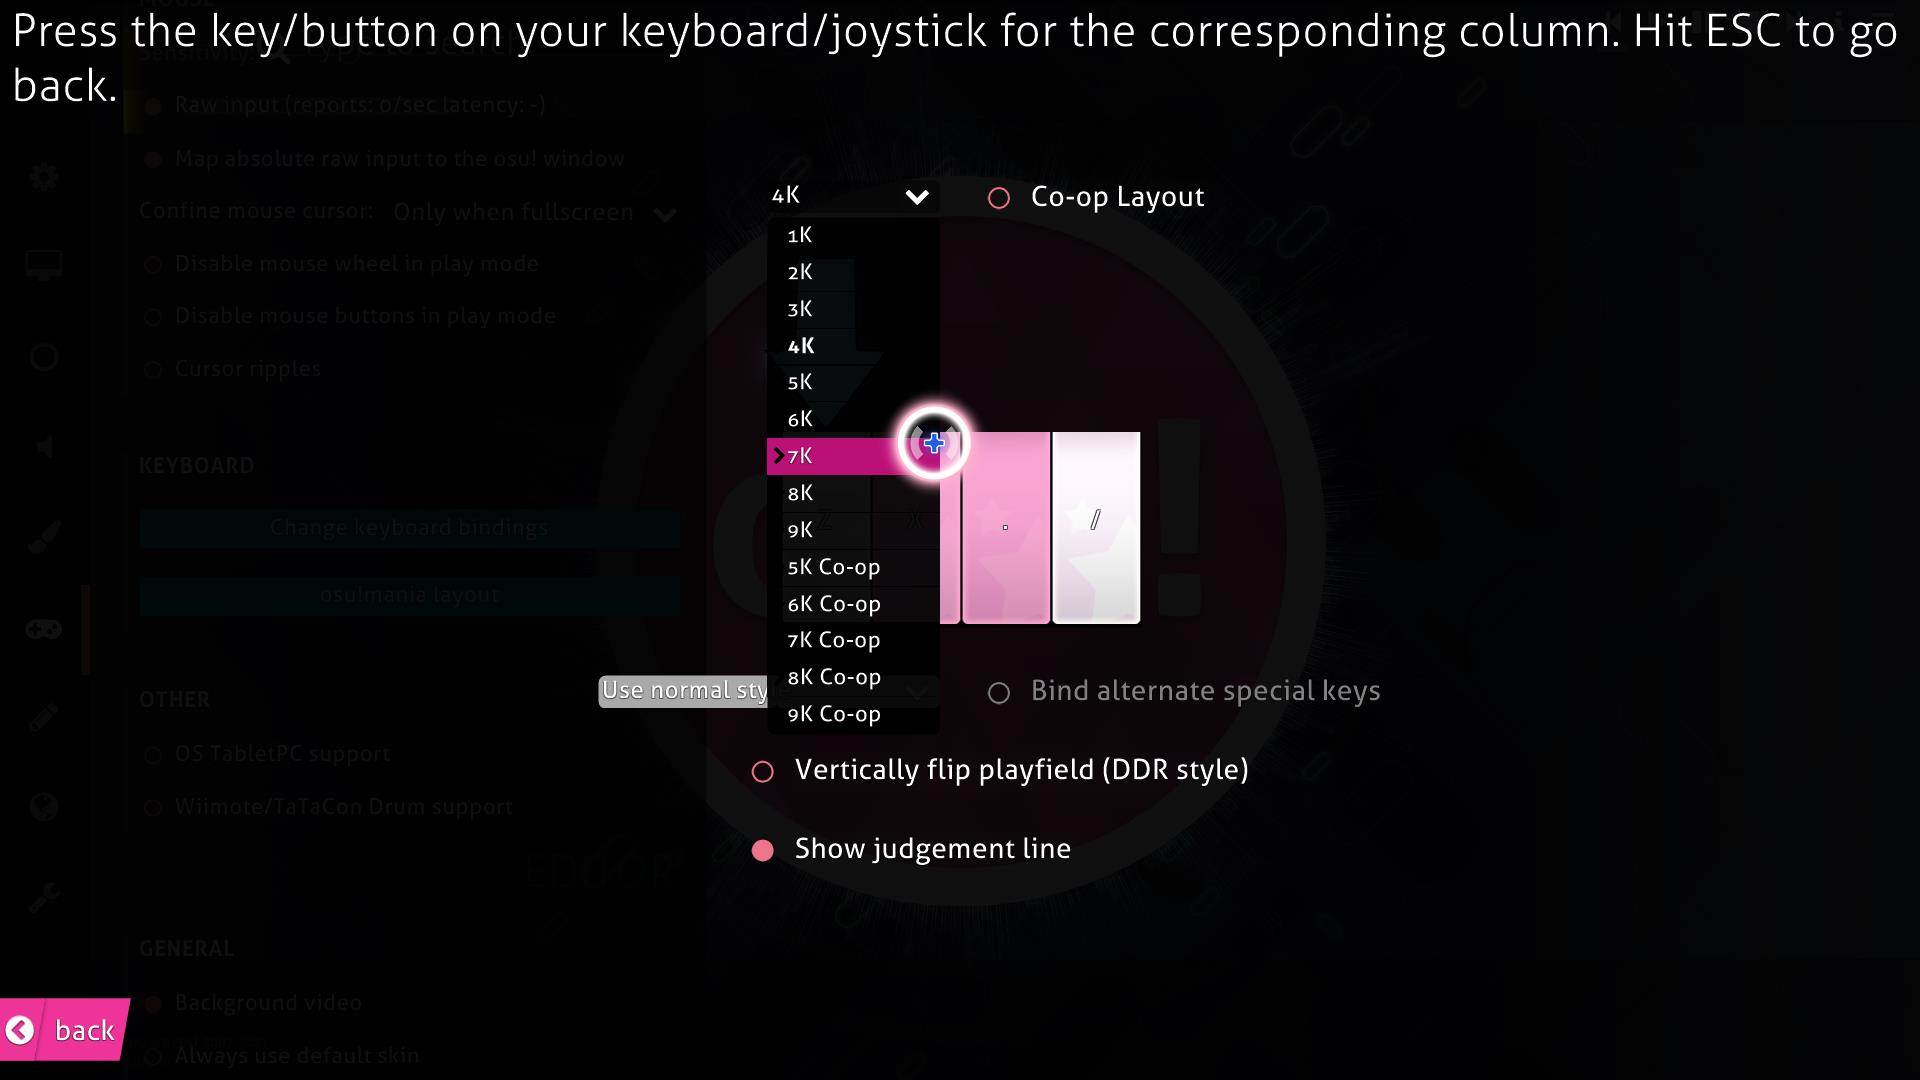 Press the key/button on your keyboard/joystick for the corresponding column. Hit ESC to go
back.
Raw input (reports: 0/sec latency: -)
Map absolute raw input to the osu! window
Confine mouse cursor: Only when fullscreen
Disable mouse wheel in play mode
Disable mouse buttons in play mode
Cursor ripples
KEYBOARD
Change keyboard bindings
osu!mania layout
OTHER
OS TabletPC support
Wiimote/TaTaCon Drum support
GENERAL
Background video
Always use default skin
back
4K
Co-op Layout
1K
2K
3K
4K
5K
6K
7K
8K
9K
5K Co-op
6K Co-op
7K Co-op
8K Co-op
9K Co-op
Z
X
.
/
Use normal sty
Bind alternate special keys
Vertically flip playfield (DDR style)
Show judgement line